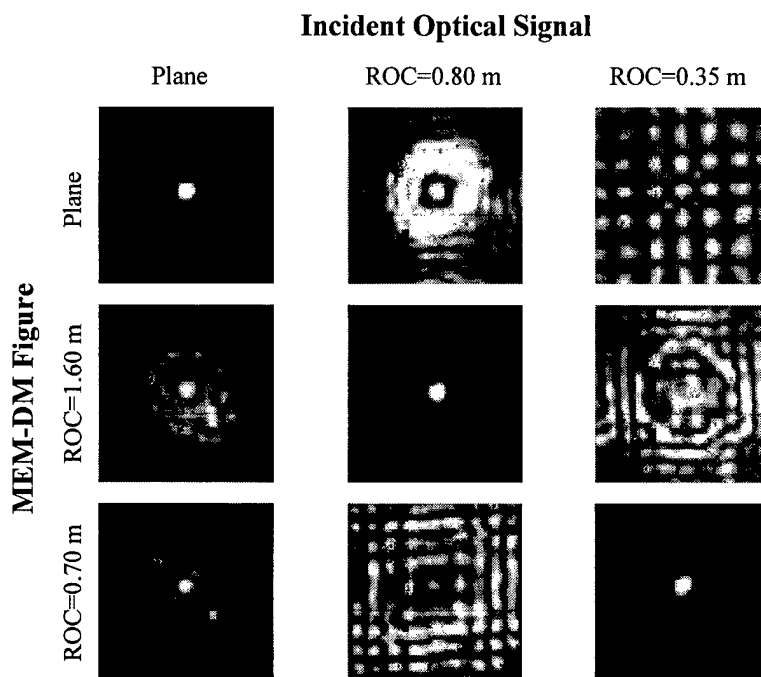 Incident Optical Signal
Plane
ROC=0.80 m
ROC=0.35 m
MEM-DM Figure
Plane
ROC=1.60 m
ROC=0.70 m